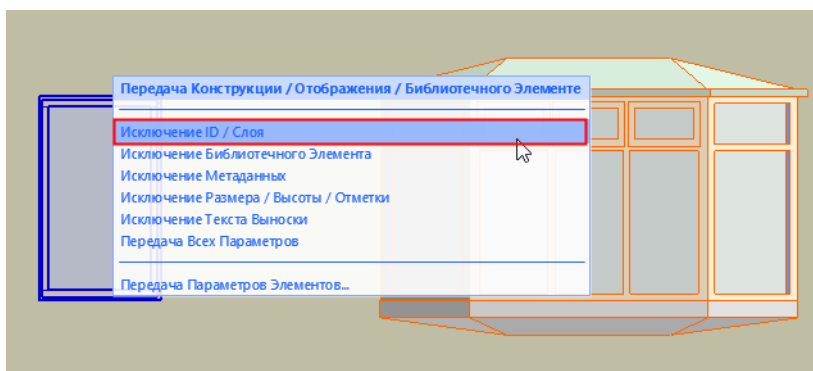 Передача Конструкции / Отображения / Библиотечного Элементе
Исключение ID / Слоя
Исключение Библиотечного Элемента
Исключение Метаданных
Исключение Размера / Высоты / Отметки
Исключение Текста Выноски
Передача Всех Параметров
Передача Параметров Элементов...